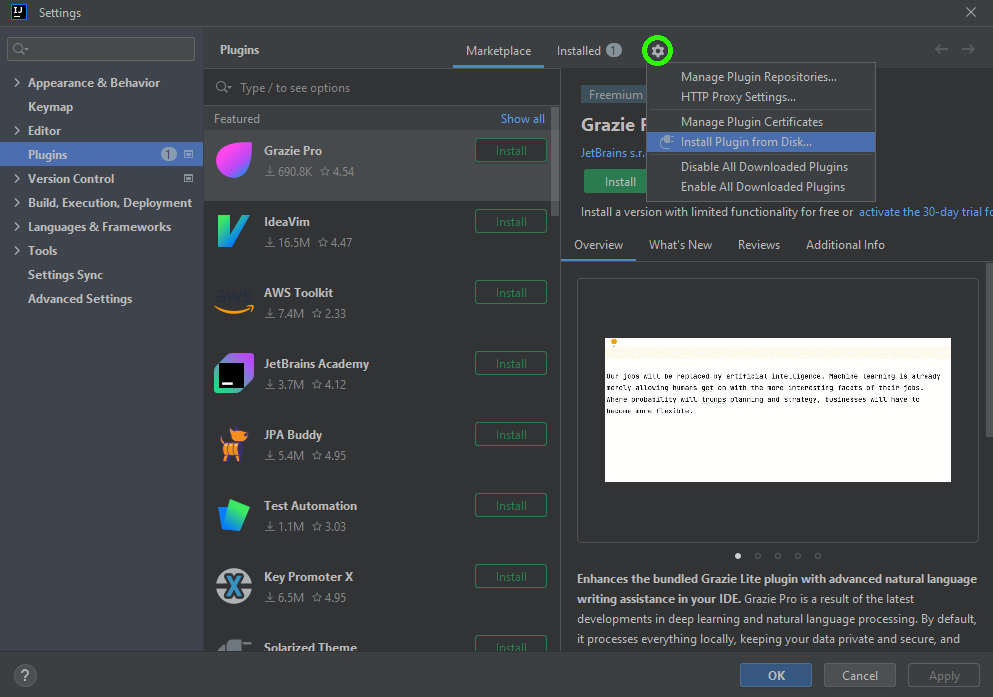 IJ
Settings
Plugins
Marketplace
Installed 1
Appearance & Behavior
Keymap
Editor
Plugins 1
Version Control
Build, Execution, Deployment
Languages & Frameworks
Tools
Settings Sync
Advanced Settings
Type / to see options
Featured
Show all
Grazie Pro
690.8K 4.54
Install
IdeaVim
16.5M 4.47
Install
aws
AWS Toolkit
7.4M 2.33
Install
JetBrains Academy
3.7M 4.12
Install
JPA Buddy
5.4M 4.95
Install
Test Automation
1.1M 3.03
Install
Key Promoter X
6.5M 4.95
Install
Solarized Theme
Install
Manage Plugin Repositories...
HTTP Proxy Settings...
Manage Plugin Certificates
Install Plugin from Disk...
Disable All Downloaded Plugins
Enable All Downloaded Plugins
Freemium
Grazie P
JetBrains s.r.
Install
Install a version with limited functionality for free or activate the 30-day trial fo
Overview
What's New
Reviews
Additional Info
Our jobs will be replaced by artificial intelligence. Machine learning is already
merely allowing humans get on with the more interesting facets of their jobs.
Where probability will trumps planning and strategy, businesses will have to
become more flexible.
Enhances the bundled Grazie Lite plugin with advanced natural language
writing assistance in your IDE. Grazie Pro is a result of the latest
developments in deep learning and natural language processing. By default,
it processes everything locally, keeping your data private and secure, and
?
OK
Cancel
Apply